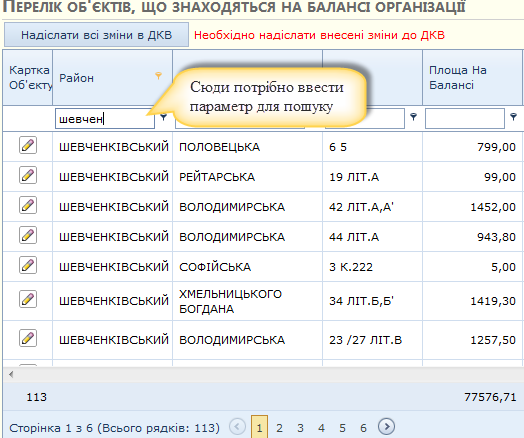 ПЕРЕЛІК ОБ'ЄКТІВ, ЩО ЗНАХОДЯТЬСЯ НА БАЛАНСІ ОРГАНІЗАЦІЇ
Надіслати всі зміни в ДКВ Необхідно надіслати внесені зміни до ДКВ
Картка Об'єкту Район Площа На Балансі
Сюди потрібно ввести
параметр для пошуку
шевчен
ШЕВЧЕНКІВСЬКИЙ ПОЛОВЕЦЬКА 6 5 799,00
ШЕВЧЕНКІВСЬКИЙ РЕЙТАРСЬКА 19 ЛІТ.А 99,00
ШЕВЧЕНКІВСЬКИЙ ВОЛОДИМИРСЬКА 42 ЛІТ.А,А' 1452,00
ШЕВЧЕНКІВСЬКИЙ ВОЛОДИМИРСЬКА 44 ЛІТ.А 943,80
ШЕВЧЕНКІВСЬКИЙ СОФІЙСЬКА 3 К.222 5,00
ШЕВЧЕНКІВСЬКИЙ ХМЕЛЬНИЦЬКОГО БОГДАНА 34 ЛІТ.Б,Б' 1419,30
ШЕВЧЕНКІВСЬКИЙ ВОЛОДИМИРСЬКА 23 /27 ЛІТ.В 1257,50
113 77576,71
Сторінка 1 з 6 (Всього рядків: 113) 1 2 3 4 5 6